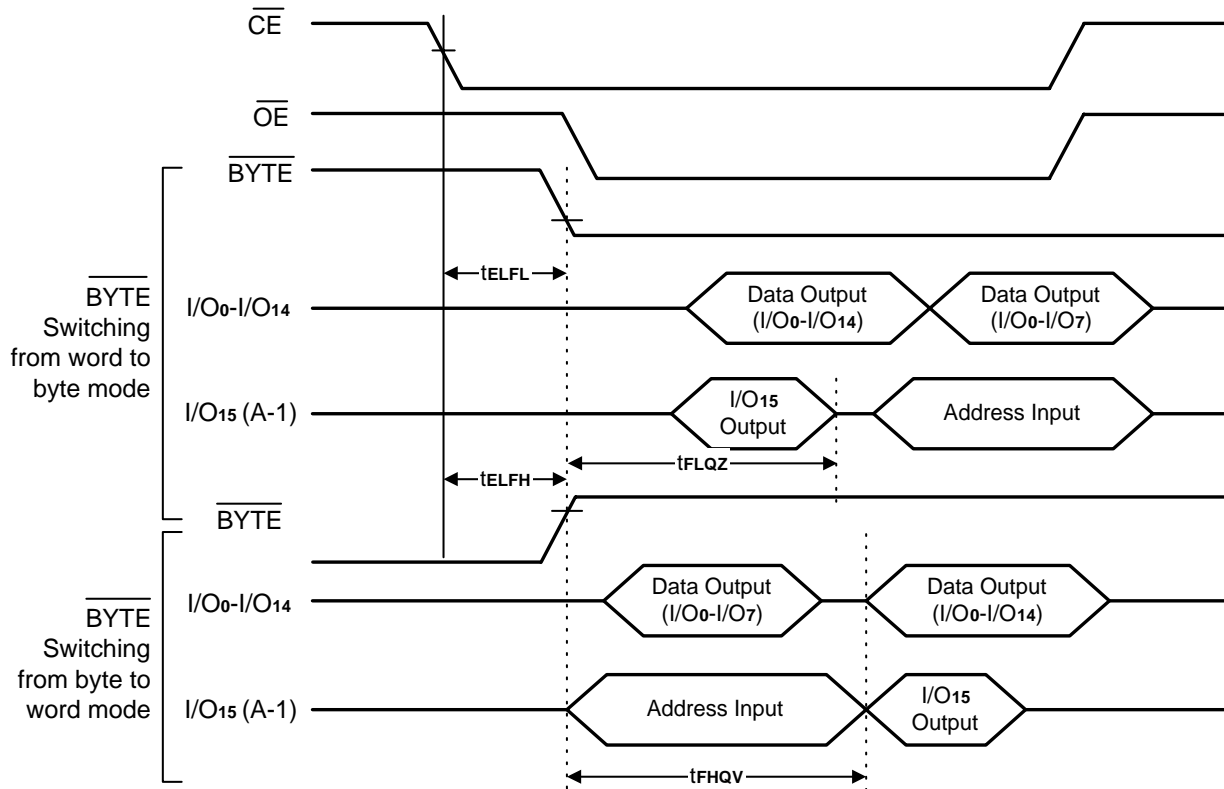 CE
OE
BYTE
tELFL
BYTE
Switching
from word to
byte mode
I/O0-I/O14
Data Output
(I/O0-I/O14)
Data Output
(I/O0-I/O7)
I/O15 (A-1)
I/O15
Output
Address Input
tELFH
tFLQZ
BYTE
BYTE
Switching
from byte to
word mode
I/O0-I/O14
Data Output
(I/O0-I/O7)
Data Output
(I/O0-I/O14)
I/O15 (A-1)
Address Input
I/O15
Output
tFHQV